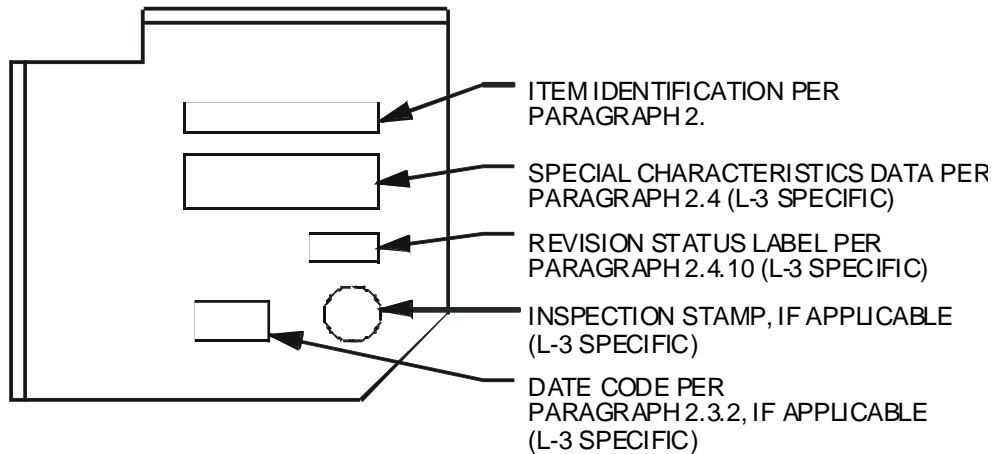 ITEM IDENTIFICATION PER
PARAGRAPH 2.
SPECIAL CHARACTERISTICS DATA PER
PARAGRAPH 2.4 (L-3 SPECIFIC)
REVISION STATUS LABEL PER
PARAGRAPH 2.4.10 (L-3 SPECIFIC)
INSPECTION STAMP, IF APPLICABLE
(L-3 SPECIFIC)
DATE CODE PER
PARAGRAPH 2.3.2, IF APPLICABLE
(L-3 SPECIFIC)